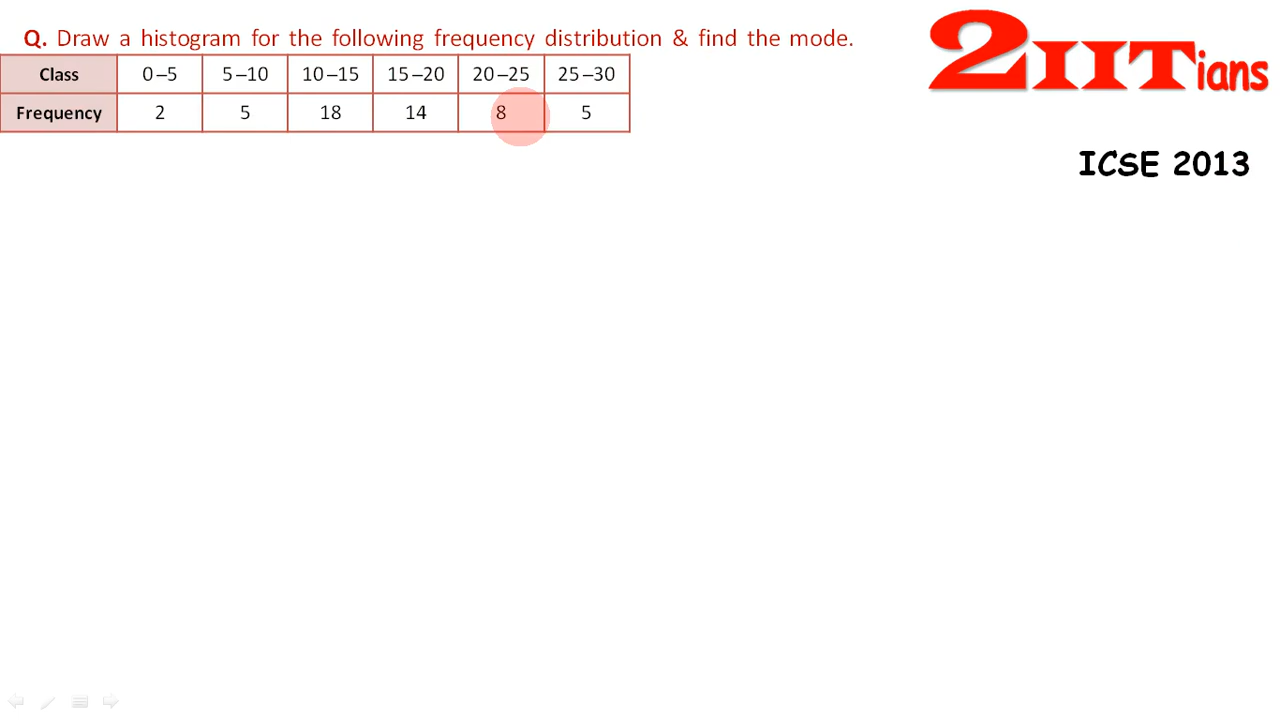 Q. Draw a histogram for the following frequency distribution & find the mode.
Class 0–5 5–10 10–15 15–20 20–25 25–30
Frequency 2 5 18 14 8 5
2IITians
ICSE 2013